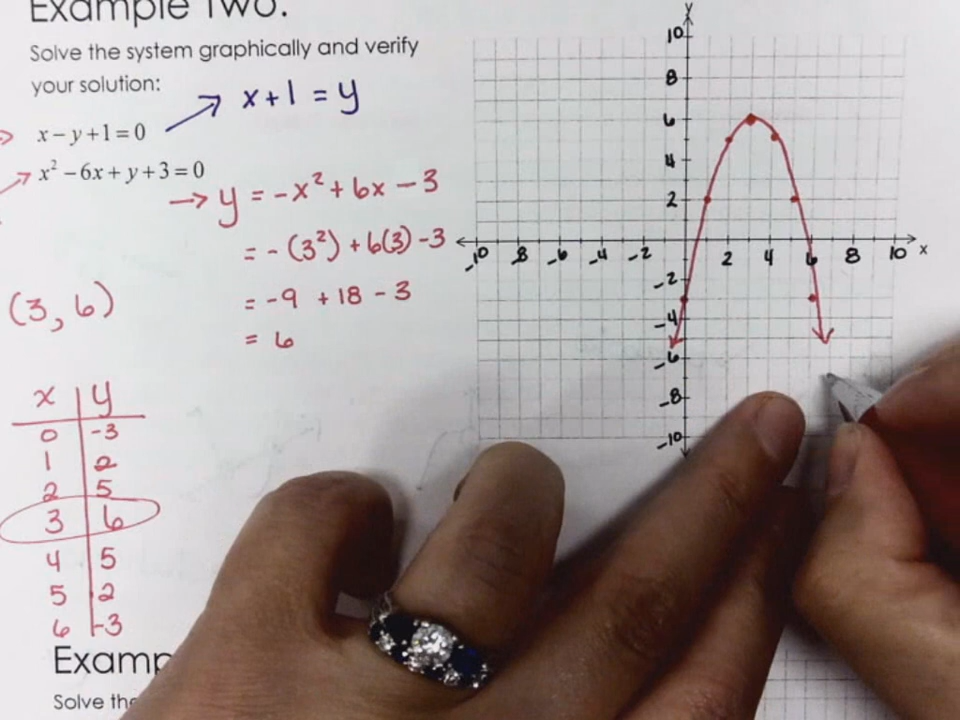 Example Two:
Solve the system graphically and verify
your solution:
→ x + 1 = y
x − y + 1 = 0
x² − 6x + y + 3 = 0
→ y = -x² + 6x - 3
= -(3²) + 6(3) - 3
= -9 + 18 - 3
= 6
(3, 6)
x y
0 -3
1 2
2 5
3 6
4 5
5 2
6 -3
y
10
8
6
4
2
-10 -8 -6 -4 -2 2 4 6 8 10 x
-2
-4
-6
-8
-10
Solve the